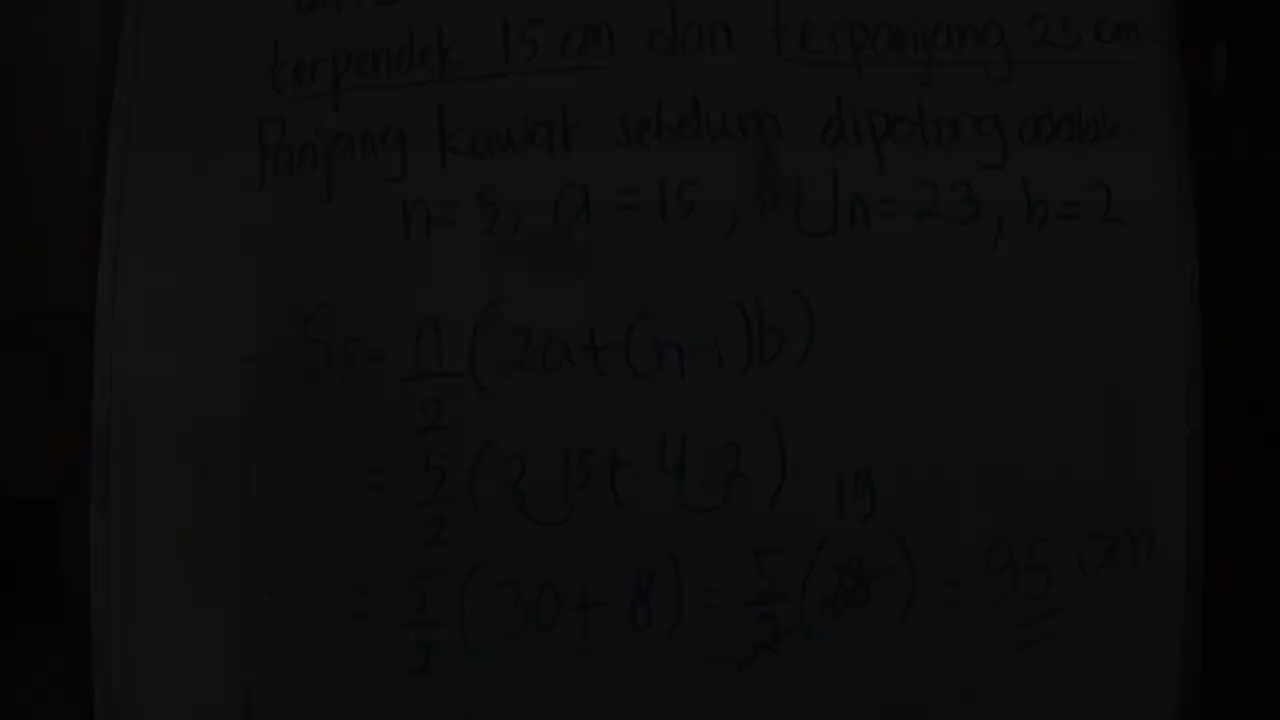 terpendek 15 cm dan terpanjang 23 cm
Panjang kawat sebelum dipotong adalah
n=5, a=15, Un=23, b=2
S5= n/2 (2a+(n-1)b)
= 5/2 (2.15+ 4.2)
= 5/2 (30+8) = 5/2 (38) = 95 cm
19